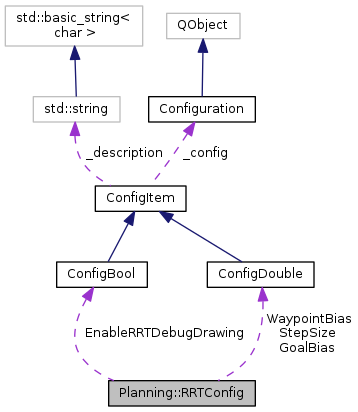 std::basic_string<
char >
QObject
std::string
Configuration
_description
_config
ConfigItem
ConfigBool
ConfigDouble
EnableRRTDebugDrawing
WaypointBias
StepSize
GoalBias
Planning::RRTConfig